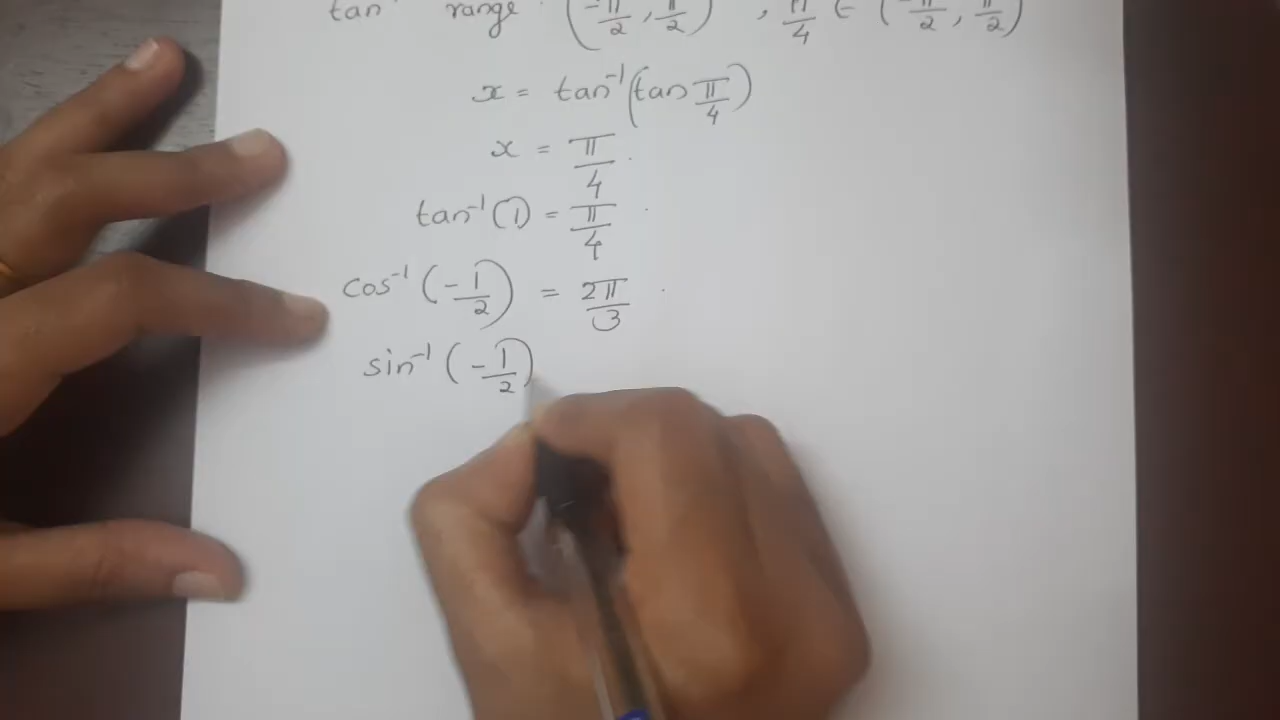 tan⁻¹ range : (-π/2, π/2) , π/4 ∈ (-π/2, π/2)
x = tan⁻¹(tan π/4)
x = π/4 .
tan⁻¹(1) = π/4 .
cos⁻¹(-1/2) = 2π/3 .
sin⁻¹(-1/2)